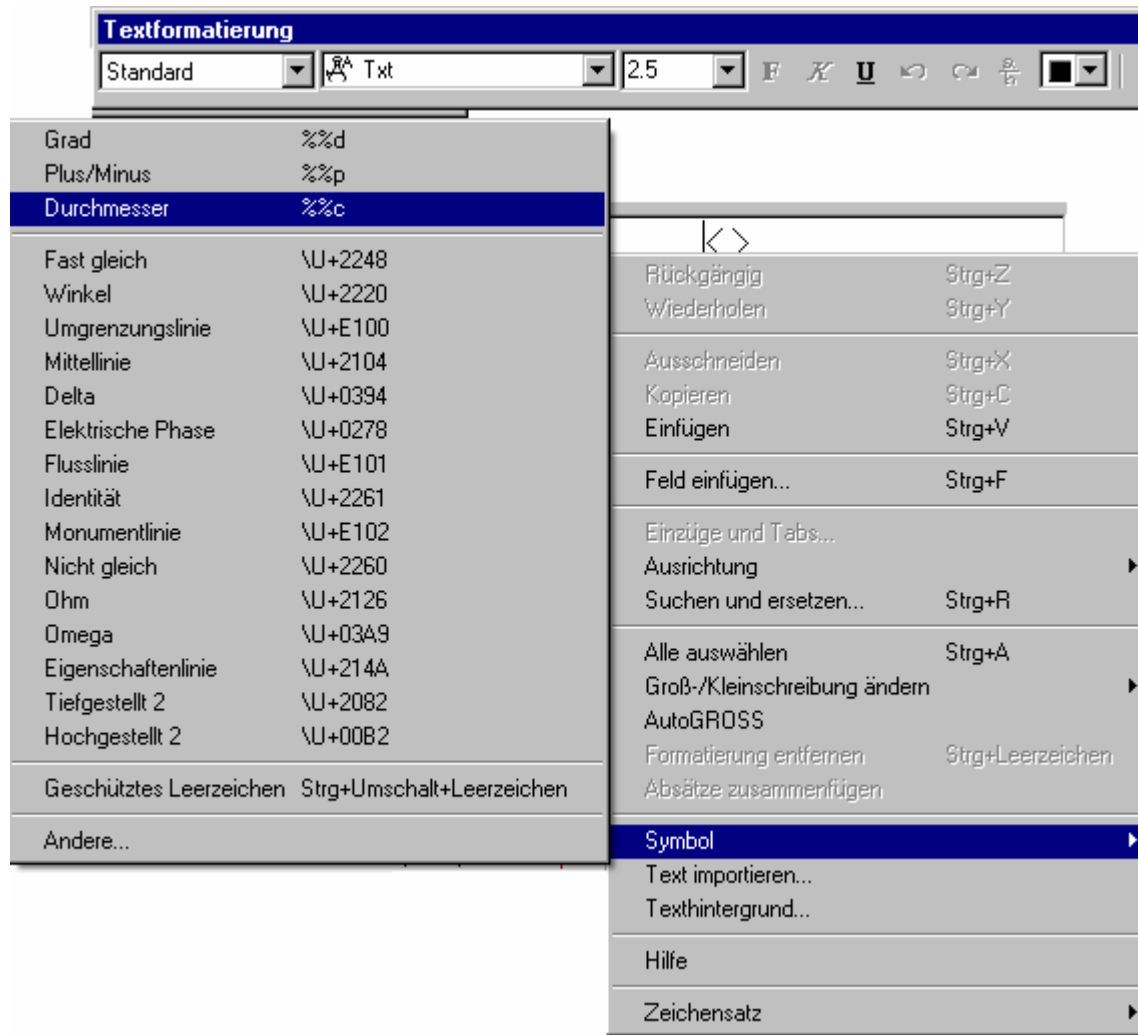 Textformatierung
Standard Txt 2.5 F K U
Grad %%d
Plus/Minus %%p
Durchmesser %%c
Fast gleich \U+2248
Winkel \U+2220
Umgrenzungslinie \U+E100
Mittellinie \U+2104
Delta \U+0394
Elektrische Phase \U+0278
Flusslinie \U+E101
Identität \U+2261
Monumentlinie \U+E102
Nicht gleich \U+2260
Ohm \U+2126
Omega \U+03A9
Eigenschaftenlinie \U+214A
Tiefgestellt 2 \U+2082
Hochgestellt 2 \U+00B2
Geschütztes Leerzeichen Strg+Umschalt+Leerzeichen
Andere...
<>
Rückgängig Strg+Z
Wiederholen Strg+Y
Ausschneiden Strg+X
Kopieren Strg+C
Einfügen Strg+V
Feld einfügen... Strg+F
Einzüge und Tabs...
Ausrichtung
Suchen und ersetzen... Strg+R
Alle auswählen Strg+A
Groß-/Kleinschreibung ändern
AutoGROSS
Formatierung entfernen Strg+Leerzeichen
Absätze zusammenfügen
Symbol
Text importieren...
Texthintergrund...
Hilfe
Zeichensatz